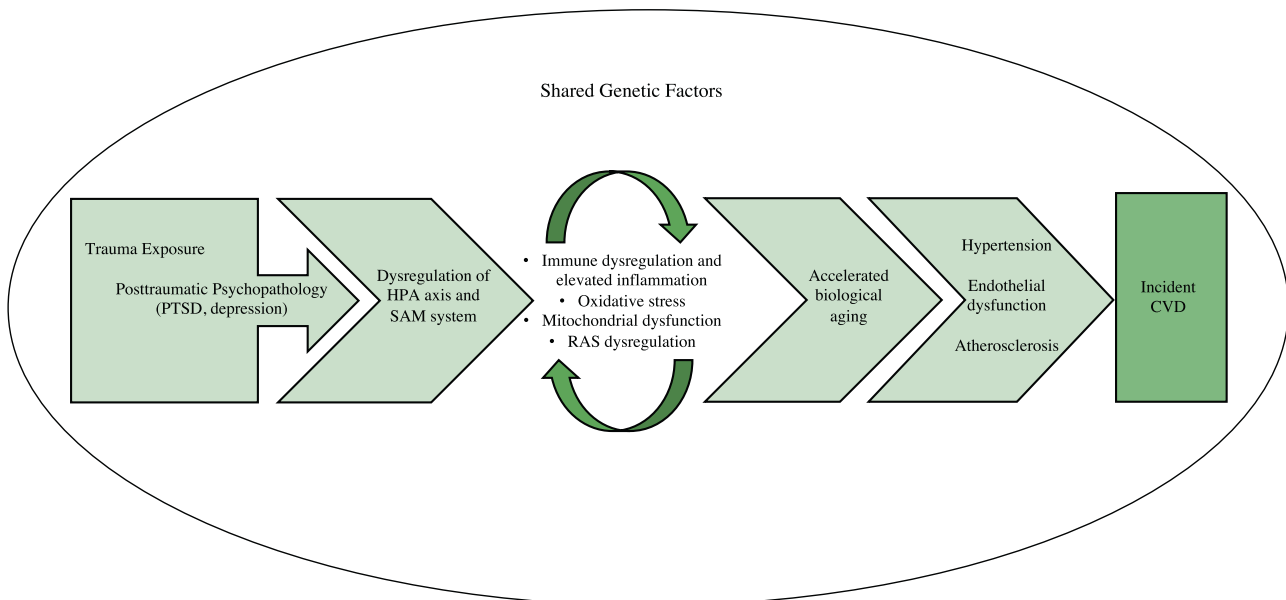 Shared Genetic Factors
Trauma Exposure
Posttraumatic Psychopathology
(PTSD, depression)
Dysregulation of
HPA axis and
SAM system
• Immune dysregulation and
elevated inflammation
• Oxidative stress
• Mitochondrial dysfunction
• RAS dysregulation
Accelerated
biological
aging
Hypertension
Endothelial
dysfunction
Atherosclerosis
Incident
CVD